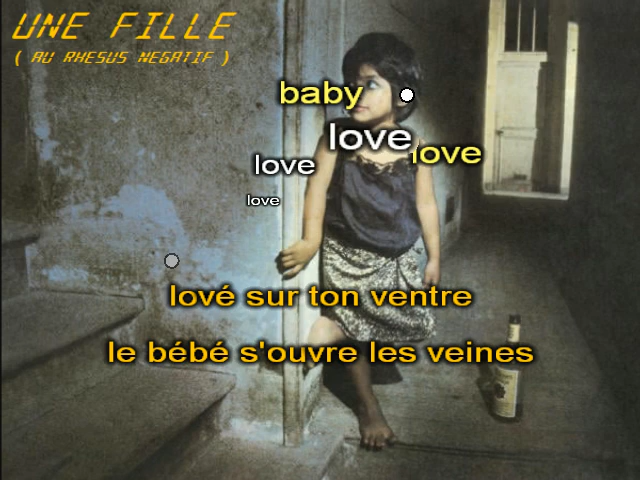 UNE FILLE
( AU RHESUS NEGATIF )
baby
love
love
love
love
lové sur ton ventre
le bébé s'ouvre les veines